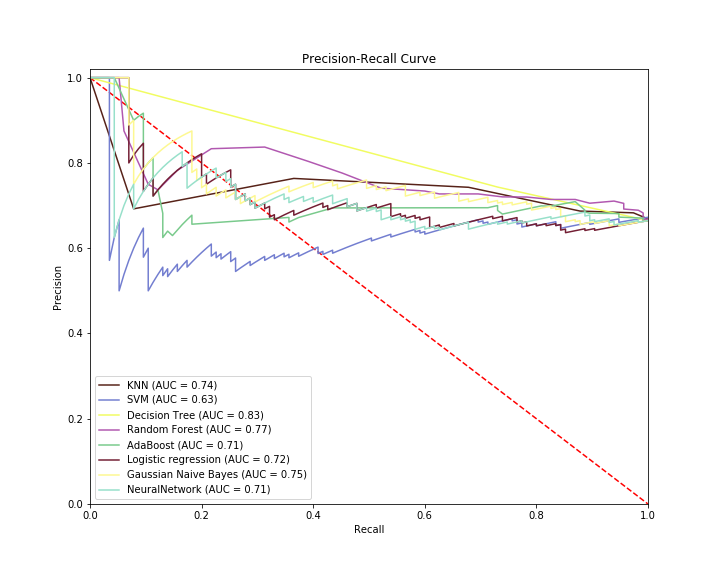 Precision-Recall Curve
1.0
0.8
0.6
0.4
0.2
0.0
Precision
KNN (AUC = 0.74)
SVM (AUC = 0.63)
Decision Tree (AUC = 0.83)
Random Forest (AUC = 0.77)
AdaBoost (AUC = 0.71)
Logistic regression (AUC = 0.72)
Gaussian Naive Bayes (AUC = 0.75)
NeuralNetwork (AUC = 0.71)
0.0 0.2 0.4 0.6 0.8 1.0
Recall